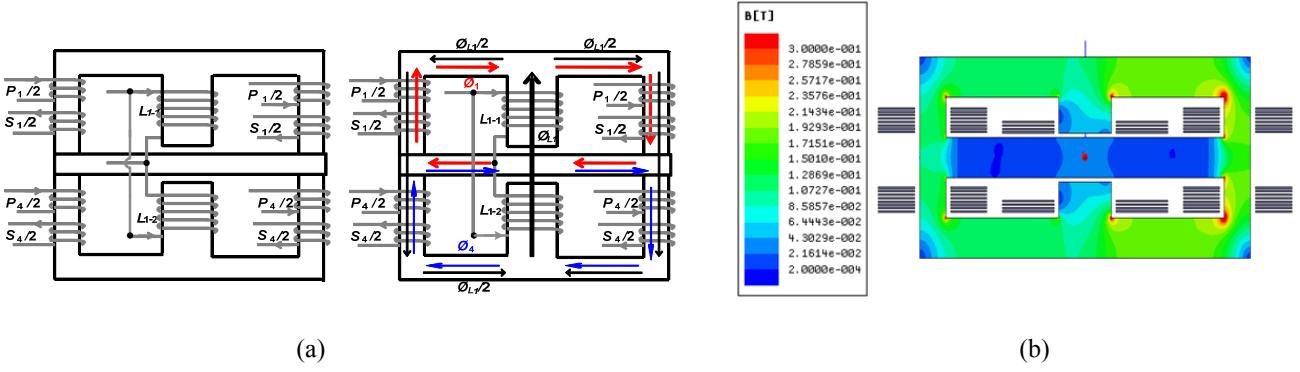 P1/2
S1/2
L1-1
P1/2
S1/2
P4/2
S4/2
L1-2
P4/2
S4/2
ØL1/2
ØL1/2
P1/2
S1/2
Ø1
L1-1
ØL1
P1/2
S1/2
P4/2
S4/2
L1-2
Ø4
P4/2
S4/2
ØL1/2
B[T]
3.0000e-001
2.7859e-001
2.5717e-001
2.3576e-001
2.1434e-001
1.9293e-001
1.7151e-001
1.5010e-001
1.2869e-001
1.0727e-001
8.5857e-002
6.4443e-002
4.3029e-002
2.1614e-002
2.0000e-004
(a)
(b)